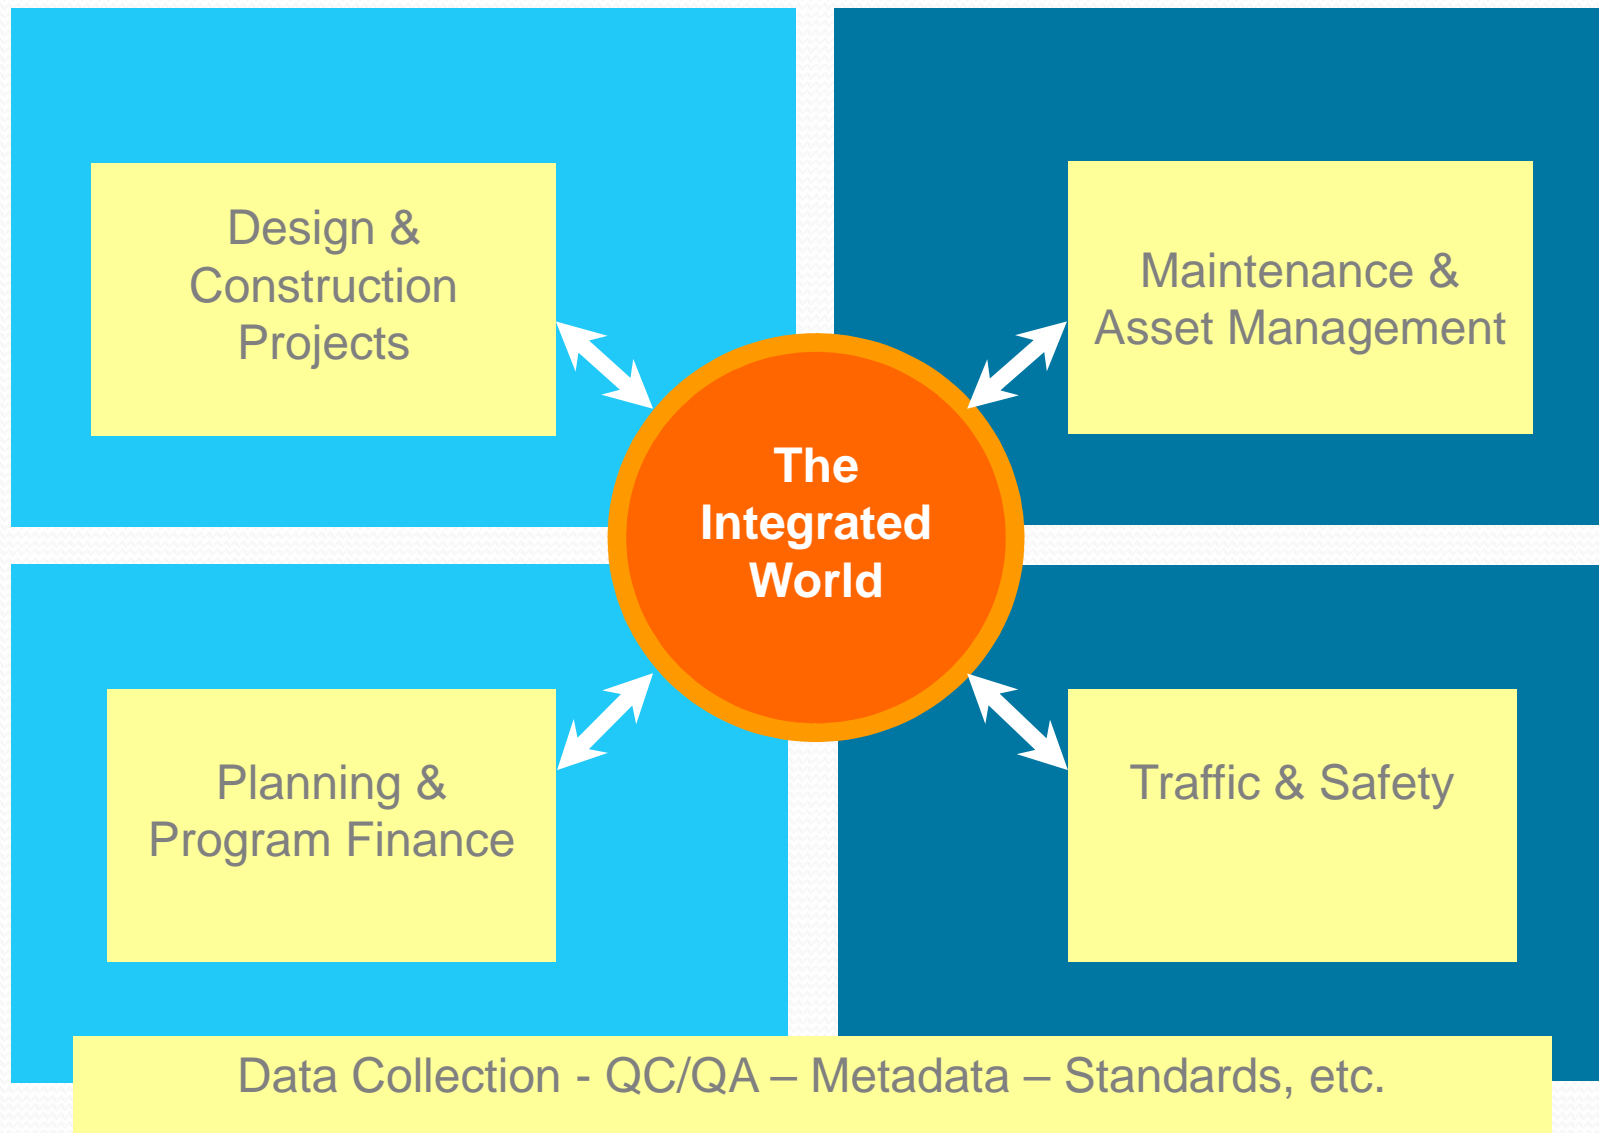 Design &
Construction
Projects
Maintenance &
Asset Management
The
Integrated
World
Planning &
Program Finance
Traffic & Safety
Data Collection - QC/QA – Metadata – Standards, etc.